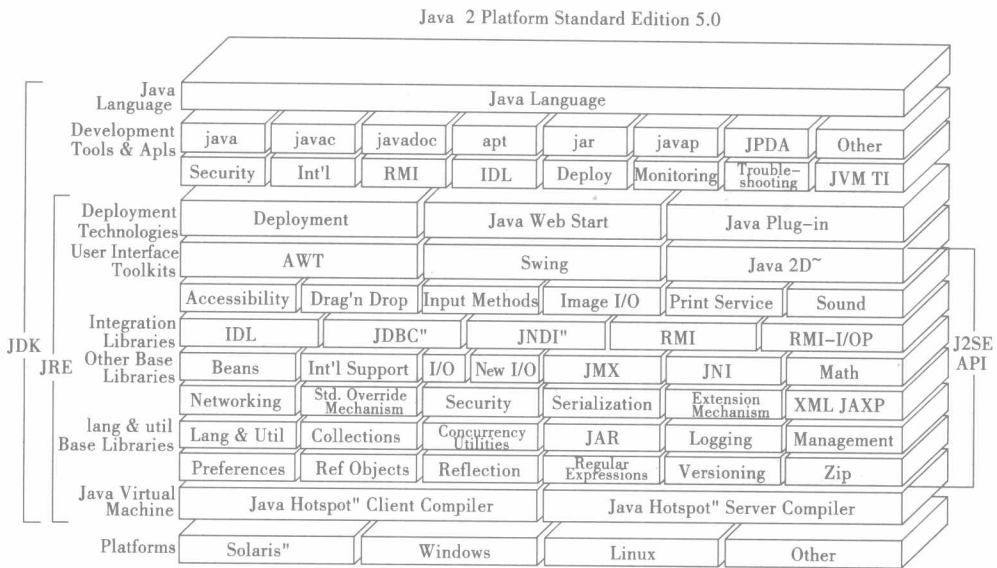 Java 2 Platform Standard Edition 5.0
Java
Language
Java Language
Development
Tools & Apls
java
javac
javadoc
apt
jar
javap
JPDA
Other
Security
Int'l
RMI
IDL
Deploy
Monitoring
Trouble-
shooting
JVM TI
Deployment
Technologies
Deployment
Java Web Start
Java Plug-in
User Interface
Toolkits
AWT
Swing
Java 2D~
Accessibility
Drag'n Drop
Input Methods
Image I/O
Print Service
Sound
Integration
Libraries
IDL
JDBC"
JNDI"
RMI
RMI-I/OP
JDK
JRE
J2SE
API
Other Base
Libraries
Beans
Int'l Support
I/O
New I/O
JMX
JNI
Math
Networking
Std. Override
Mechanism
Security
Serialization
Extension
Mechanism
XML JAXP
lang & util
Base Libraries
Lang & Util
Collections
Concurrency
Utilities
JAR
Logging
Management
Preferences
Ref Objects
Reflection
Regular
Expressions
Versioning
Zip
Java Virtual
Machine
Java Hotspot" Client Compiler
Java Hotspot" Server Compiler
Platforms
Solaris"
Windows
Linux
Other